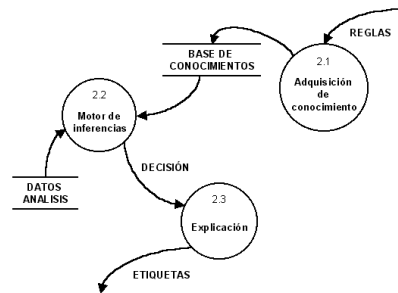 REGLAS
2.1
Adquisición
de
conocimiento
BASE DE
CONOCIMIENTOS
2.2
Motor de
inferencias
DECISIÓN
DATOS
ANALISIS
2.3
Explicación
ETIQUETAS